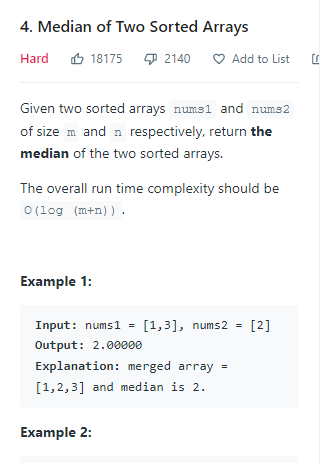 4. Median of Two Sorted Arrays
Hard 18175 2140 Add to List
Given two sorted arrays nums1 and nums2
of size m and n respectively, return the
median of the two sorted arrays.
The overall run time complexity should be
O(log (m+n)).
Example 1:
Input: nums1 = [1,3], nums2 = [2]
Output: 2.00000
Explanation: merged array =
[1,2,3] and median is 2.
Example 2: